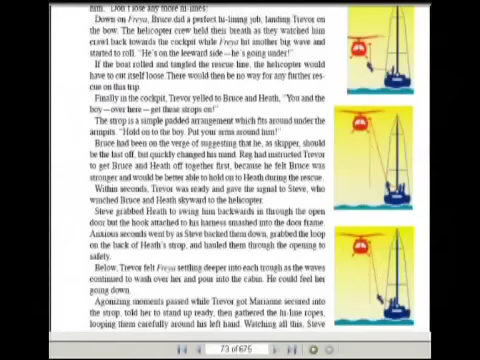 him. "Don't lose any more hi-lines!"
Down on Freya, Bruce did a perfect hi-lining job, landing Trevor on
the bow. The helicopter crew held their breath as they watched him
crawl back towards the cockpit while Freya hit another big wave and
started to roll. "He's on the leeward side—he's going under!"
If the boat rolled and tangled the rescue line, the helicopter would
have to cut itself loose. There would then be no way for any further res-
cue on this trip.
Finally in the cockpit, Trevor yelled to Bruce and Heath, "You and the
boy—over here—get these strops on!"
The strop is a simple padded arrangement which fits around under the
armpits. "Hold on to the boy. Put your arms around him!"
Bruce had been on the verge of suggesting that he, as skipper, should
be the last off, but quickly changed his mind. Reg had instructed Trevor
to get Bruce and Heath off together first, because he felt Bruce was
stronger and would be better able to hold on to Heath during the rescue.
Within seconds, Trevor was ready and gave the signal to Steve, who
winched Bruce and Heath skyward to the helicopter.
Steve grabbed Heath to swing him backwards in through the open
door but the hook attached to his harness smashed into the door frame.
Anxious seconds went by as Steve backed them down, grabbed the loop
on the back of Heath's strop, and hauled them through the opening to
safety.
Below, Trevor felt Freya settling deeper into each trough as the waves
continued to wash over her and pour into the cabin. He could feel her
going down.
Agonizing moments passed while Trevor got Marianne secured into
the strop, told her to stand up ready, then gathered the hi-line ropes,
looping them carefully around his left hand. Watching all this, Steve
73 of 675